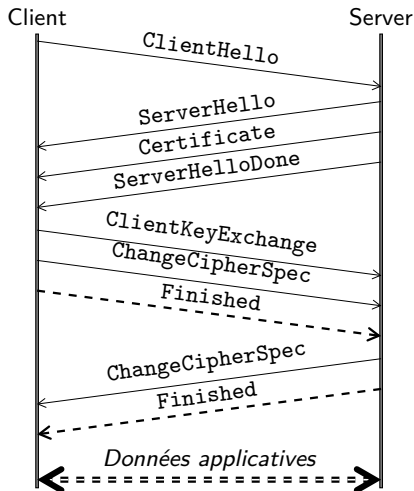 Client Server
ClientHello
ServerHello
Certificate
ServerHelloDone
ClientKeyExchange
ChangeCipherSpec
Finished
ChangeCipherSpec
Finished
Données applicatives